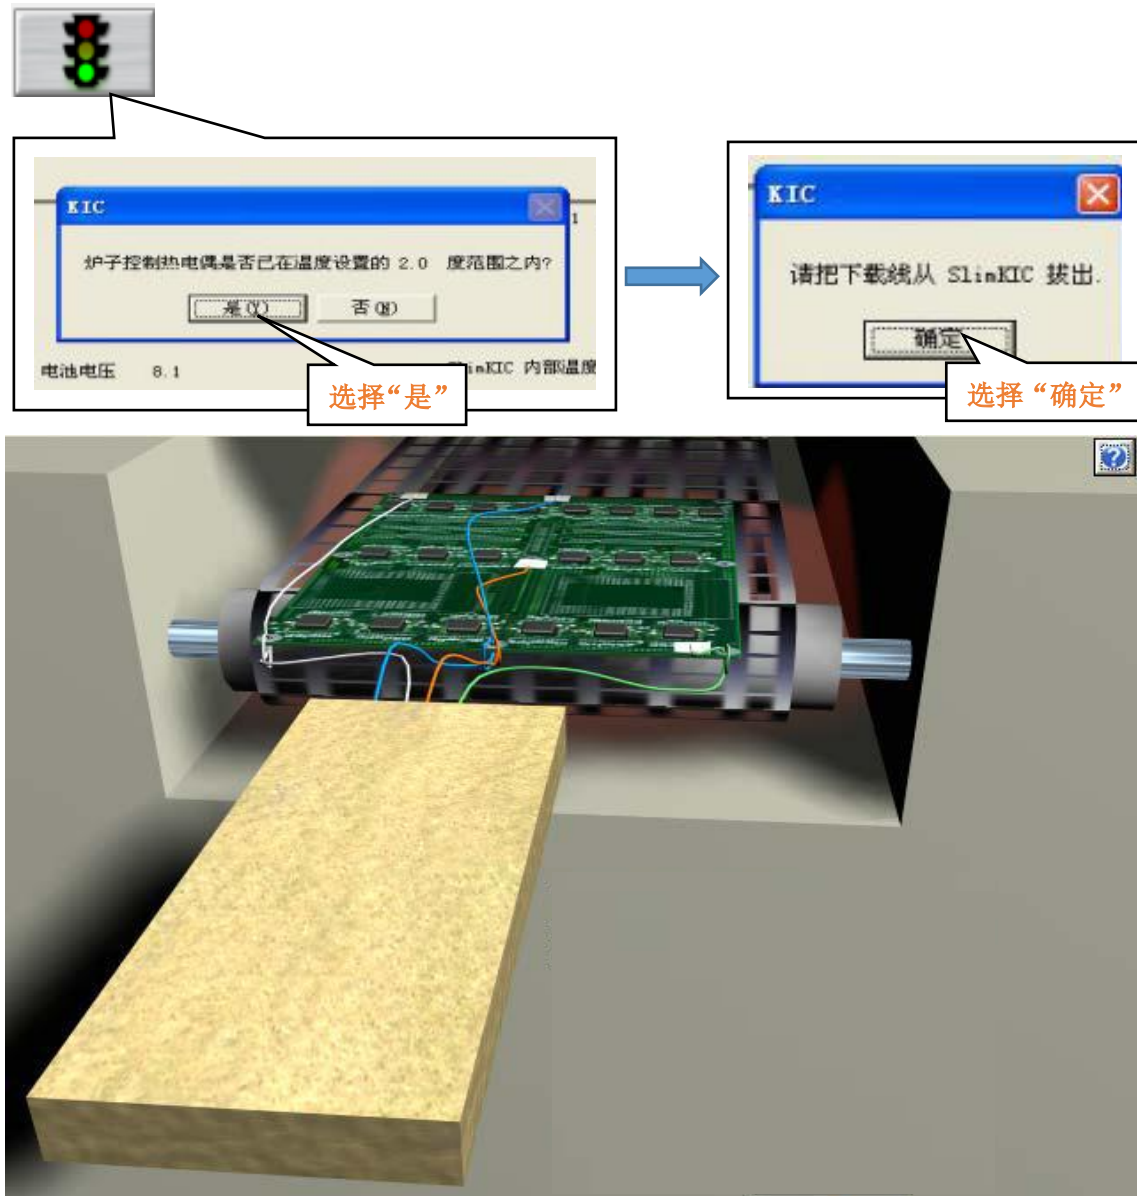 KIC
1
炉子控制热电偶是否已在温度设置的 2.0 度范围之内?
是(Y) 否(N)
电池电压 8.1
KIC 内部温度
选择“是”
KIC
请把下载线从 SlimKIC 拔出.
确定
选择 “确定”
?